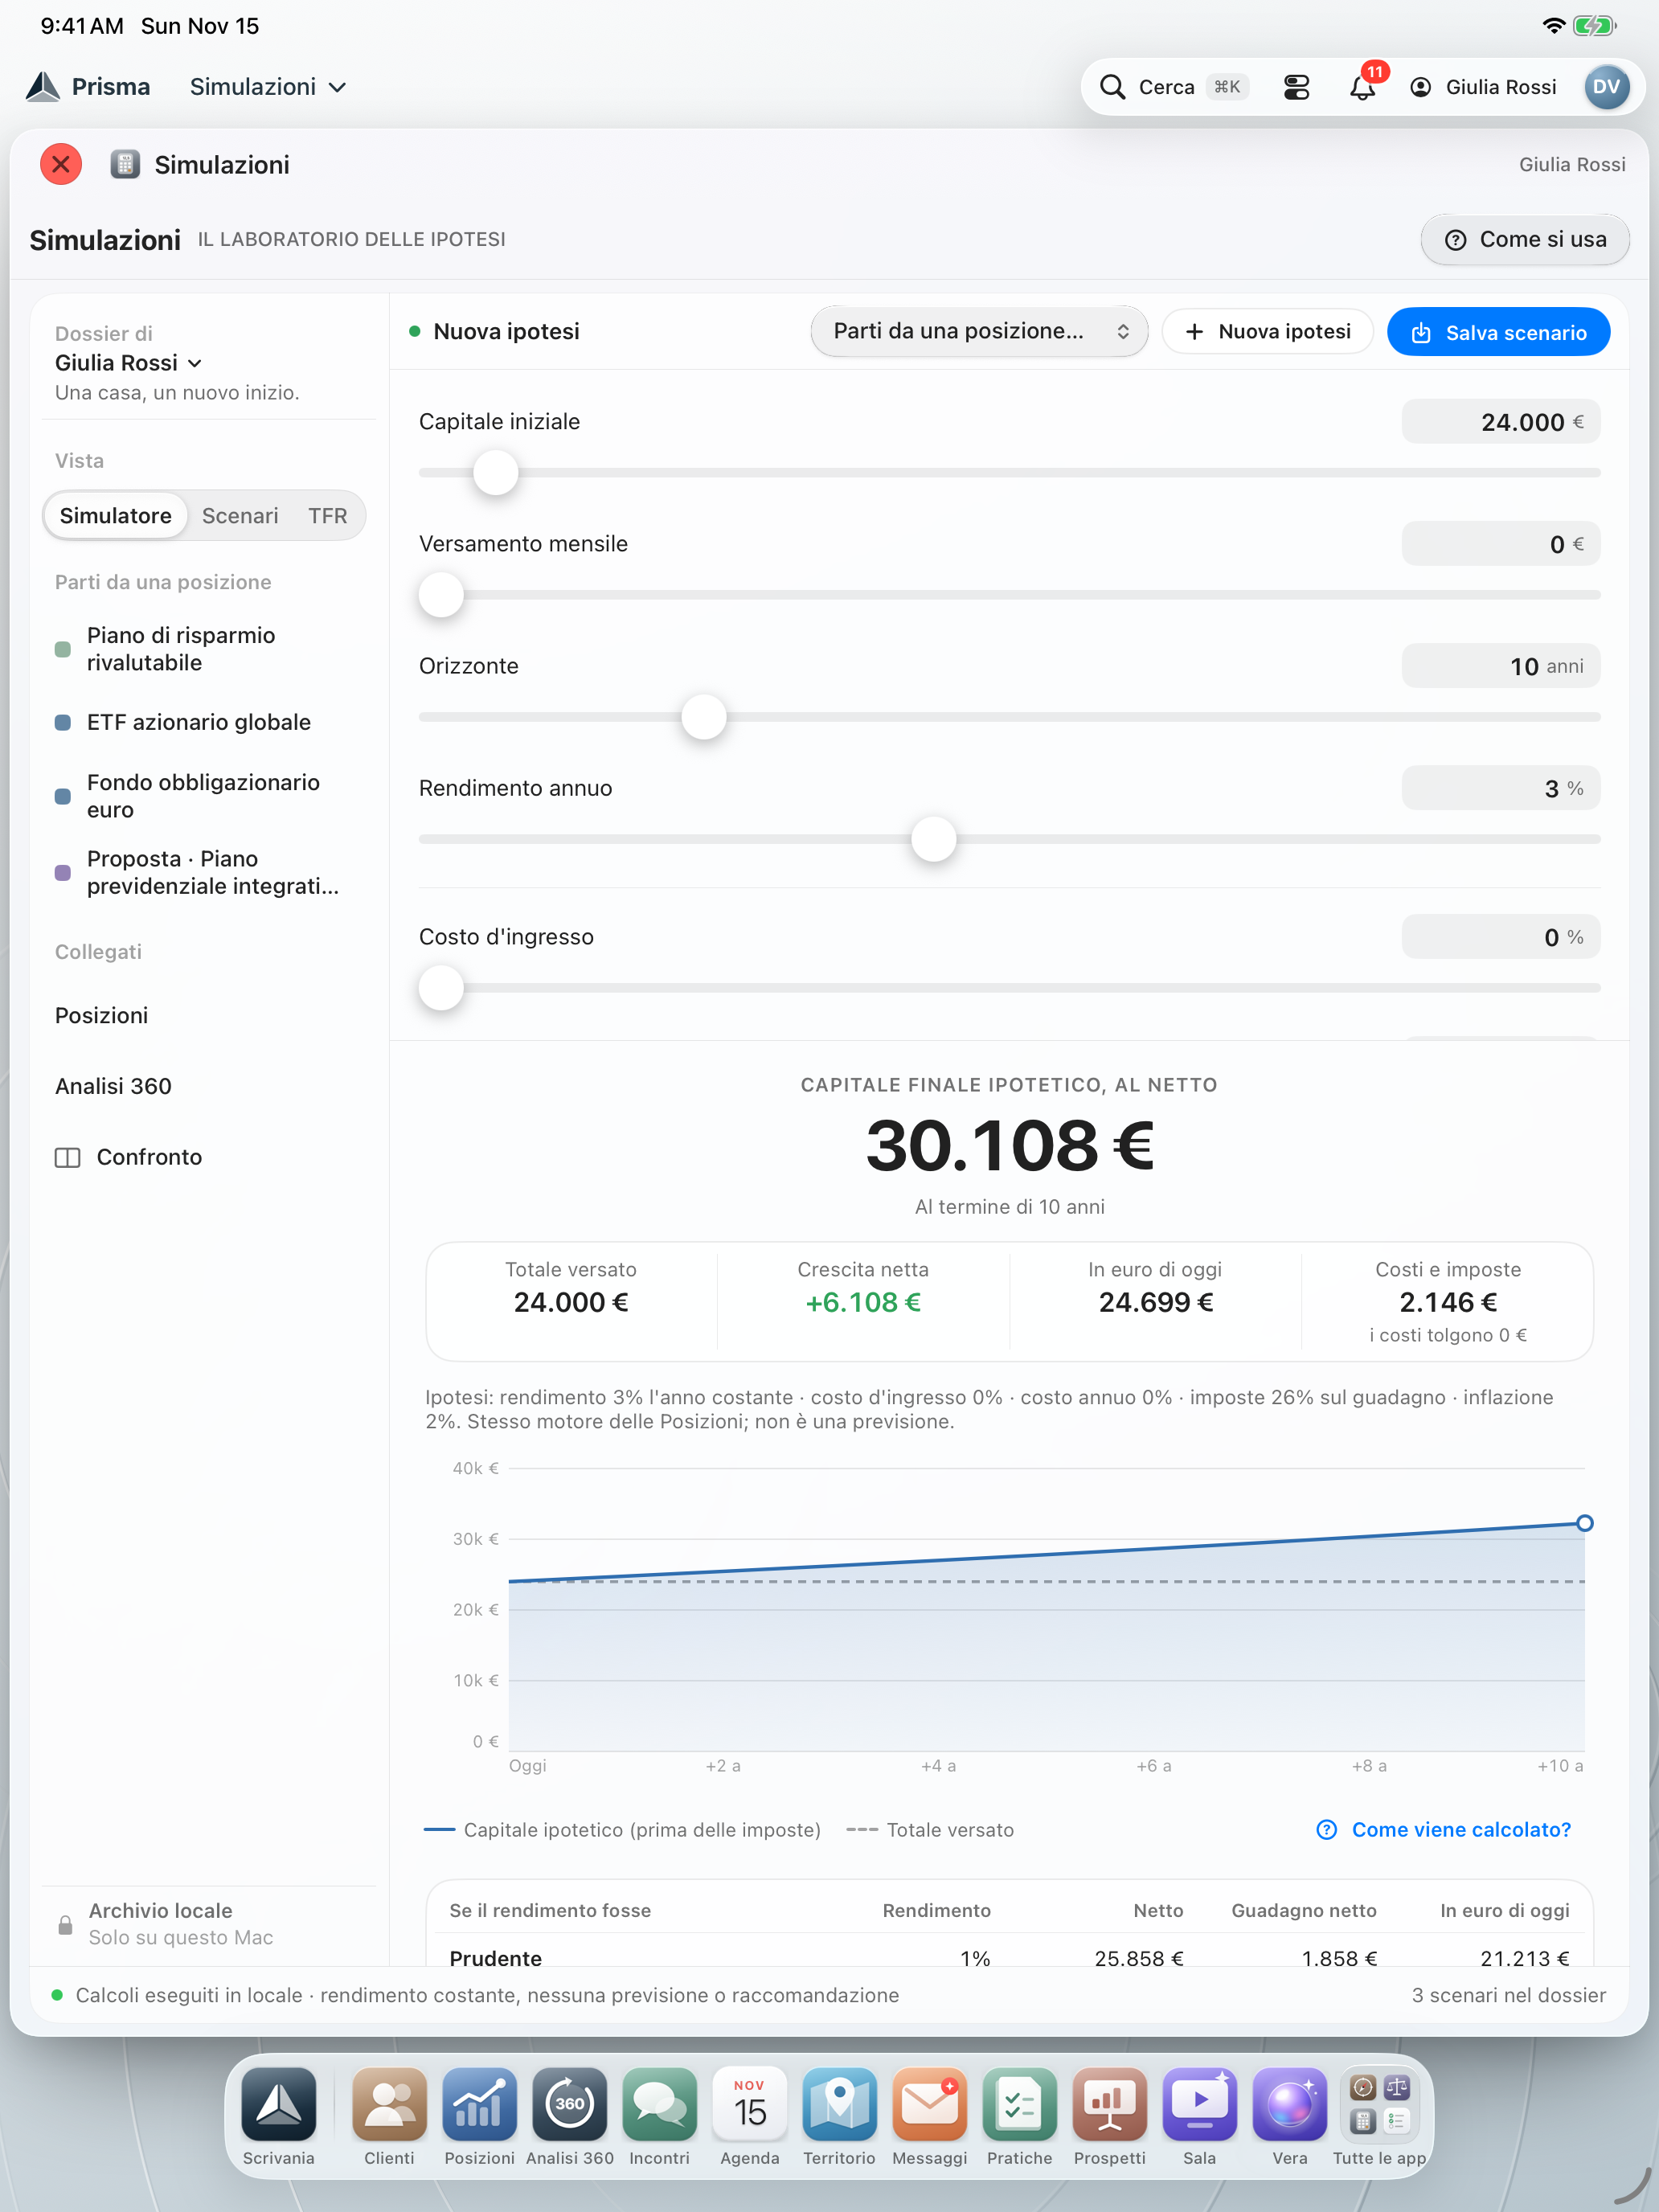 9:41 AM Sun Nov 15
Prisma Simulazioni
Cerca ⌘K 11 Giulia Rossi DV
Simulazioni
Giulia Rossi
Simulazioni IL LABORATORIO DELLE IPOTESI
Come si usa
Dossier di
Giulia Rossi
Una casa, un nuovo inizio.
Vista
Simulatore Scenari TFR
Parti da una posizione
Piano di risparmio
rivalutabile
ETF azionario globale
Fondo obbligazionario
euro
Proposta · Piano
previdenziale integrati...
Collegati
Posizioni
Analisi 360
Confronto
Archivio locale
Solo su questo Mac
Nuova ipotesi
Parti da una posizione...
+ Nuova ipotesi
Salva scenario
Capitale iniziale 24.000 €
Versamento mensile 0 €
Orizzonte 10 anni
Rendimento annuo 3 %
Costo d'ingresso 0 %
CAPITALE FINALE IPOTETICO, AL NETTO
30.108 €
Al termine di 10 anni
Totale versato
24.000 €
Crescita netta
+6.108 €
In euro di oggi
24.699 €
Costi e imposte
2.146 €
i costi tolgono 0 €
Ipotesi: rendimento 3% l'anno costante · costo d'ingresso 0% · costo annuo 0% · imposte 26% sul guadagno · inflazione
2%. Stesso motore delle Posizioni; non è una previsione.
40k €
30k €
20k €
10k €
0 €
Oggi +2 a +4 a +6 a +8 a +10 a
Capitale ipotetico (prima delle imposte) Totale versato
Come viene calcolato?
Se il rendimento fosse Rendimento Netto Guadagno netto In euro di oggi
Prudente 1% 25.858 € 1.858 € 21.213 €
Calcoli eseguiti in locale · rendimento costante, nessuna previsione o raccomandazione
3 scenari nel dossier
360
NOV
15
Scrivania Clienti Posizioni Analisi 360 Incontri Agenda Territorio Messaggi Pratiche Prospetti Sala Vera Tutte le app